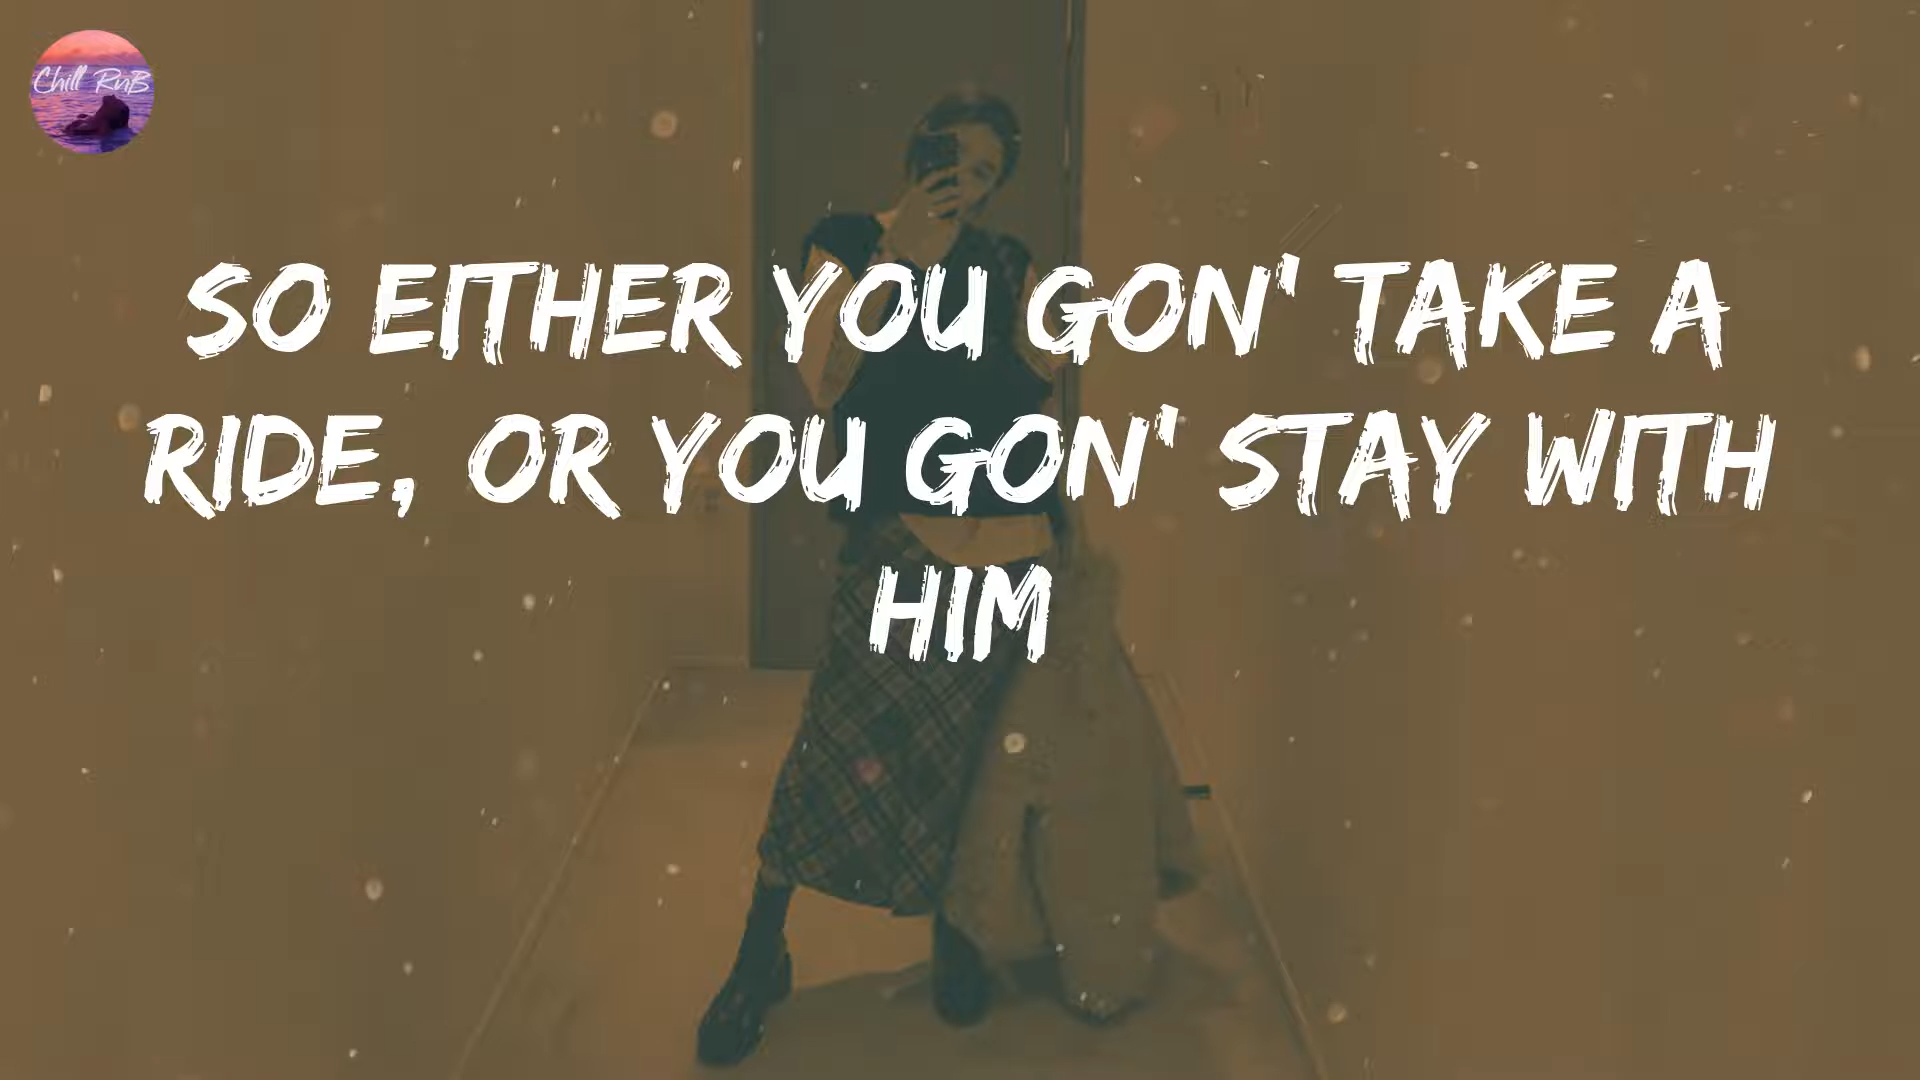 Chill RnB
SO EITHER YOU GON' TAKE A
RIDE, OR YOU GON' STAY WITH
HIM